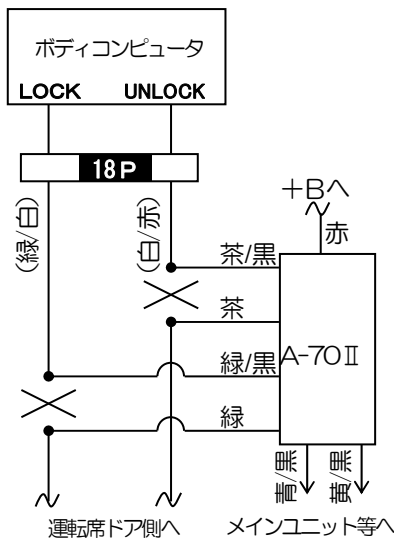 ボディコンピュータ
LOCK UNLOCK
18P
(緑/白)
(白/赤)
+Bへ
赤
茶/黒
茶
緑/黒
A-70Ⅱ
緑
青/黒
黄/黒
運転席ドア側へ
メインユニット等へ